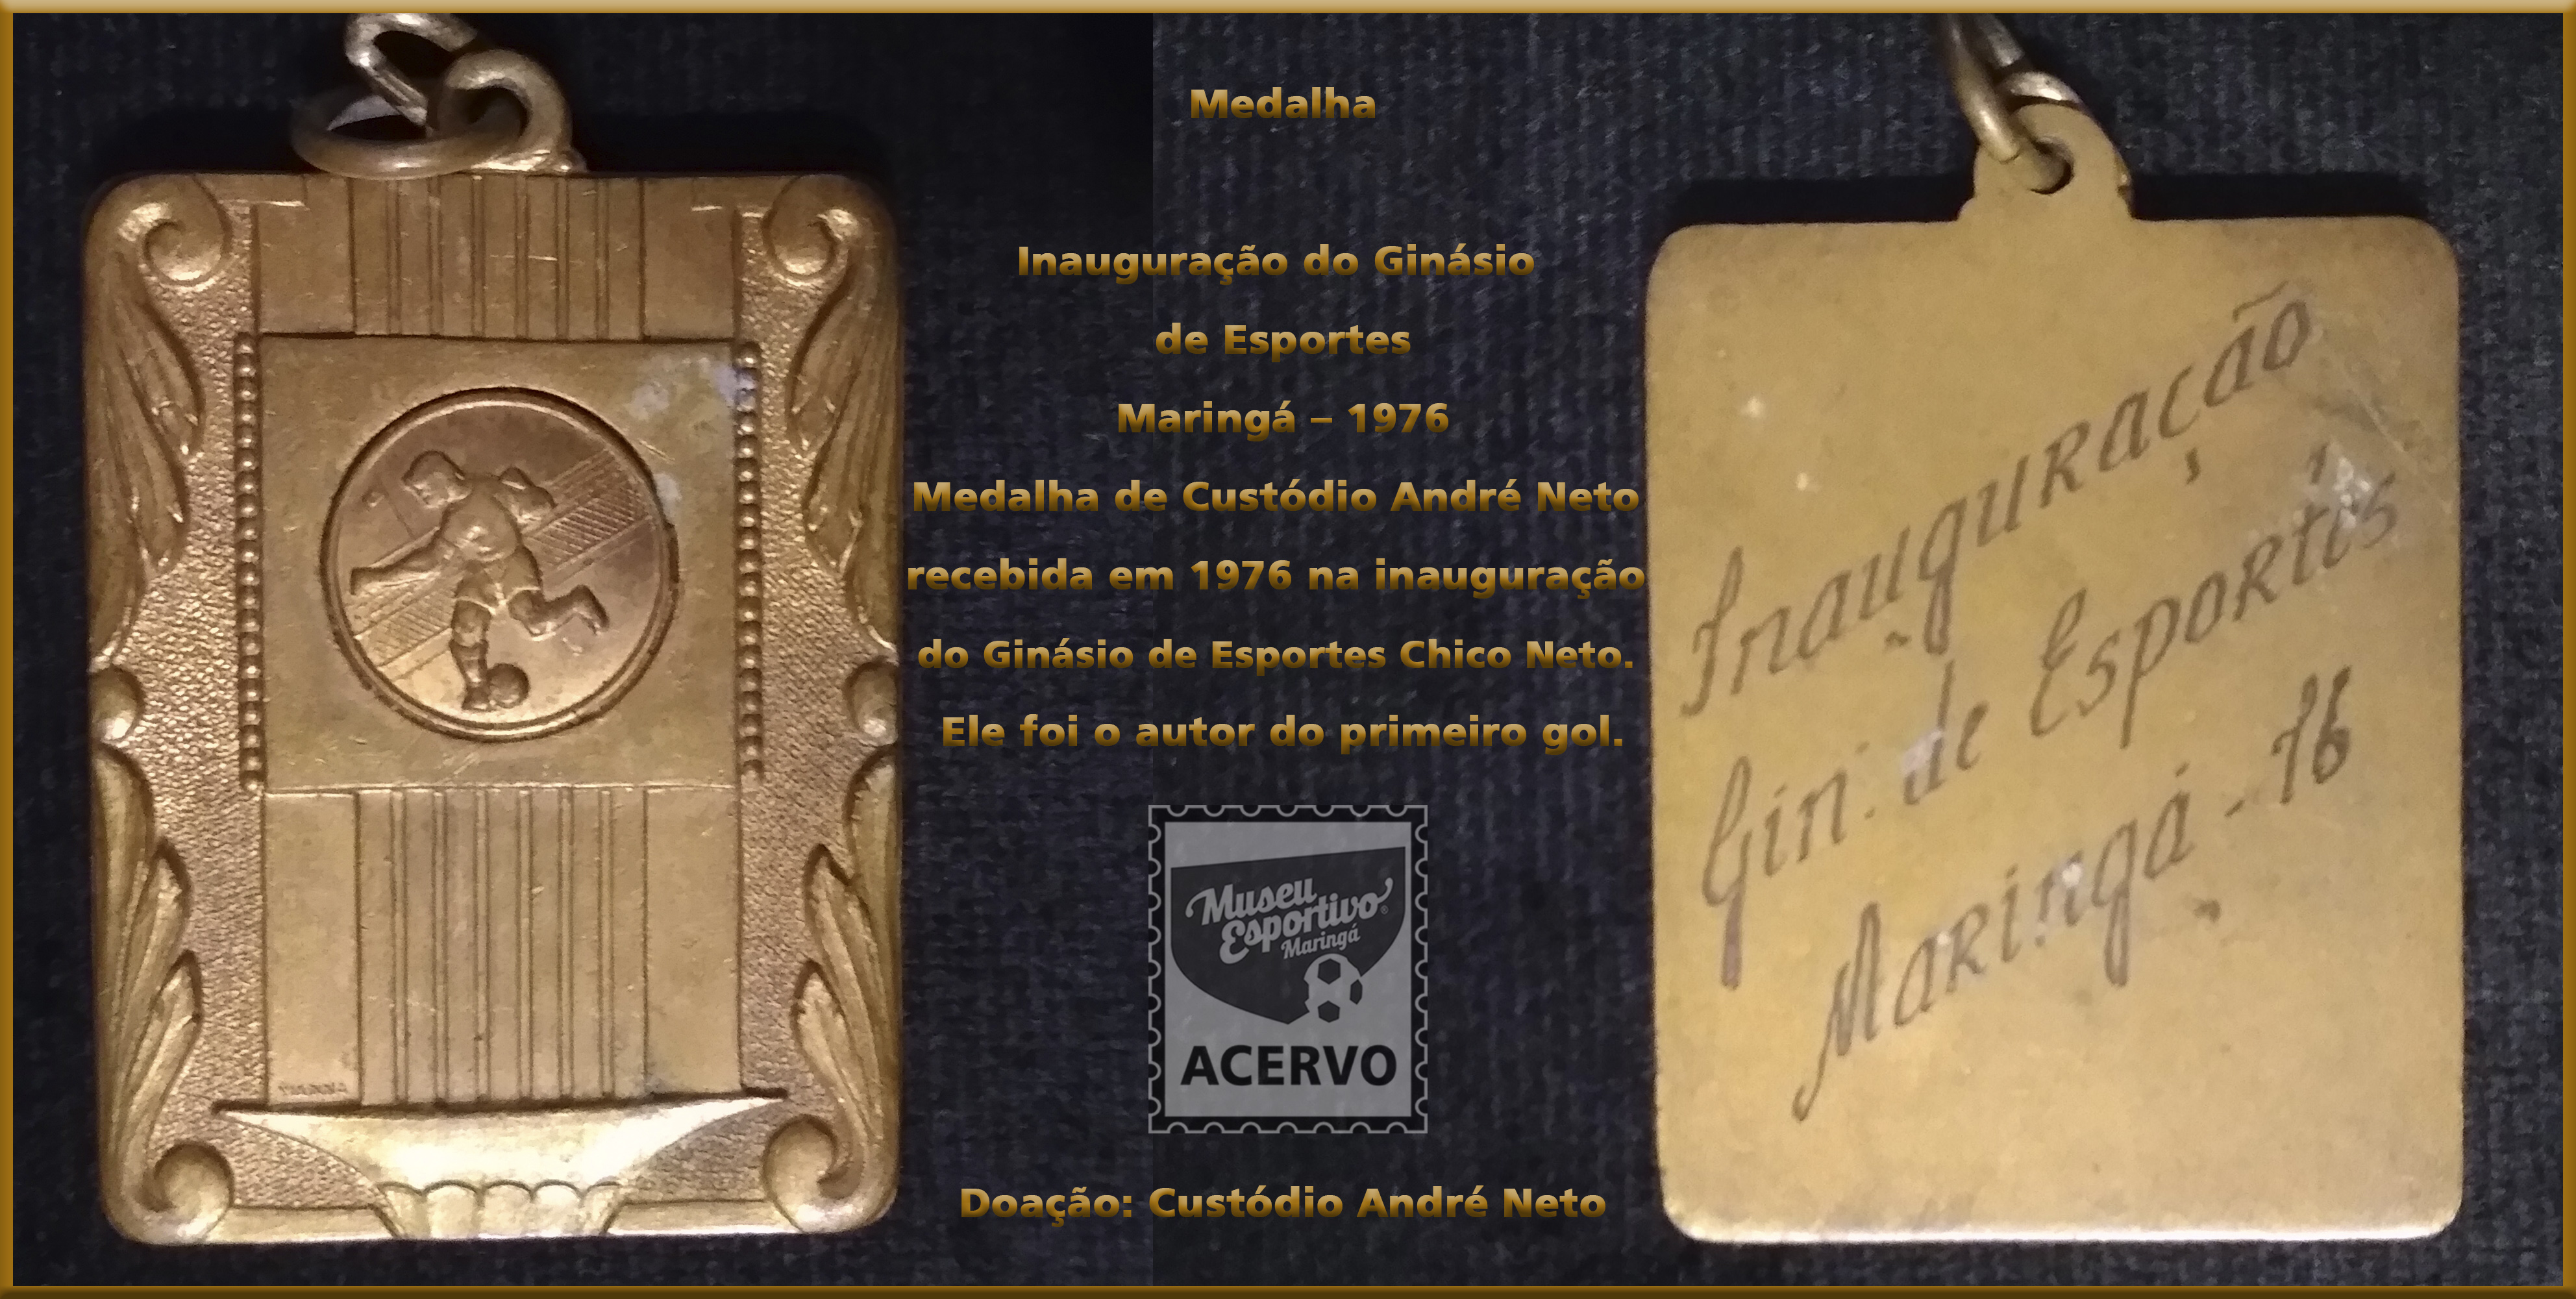 Medalha
Inauguração do Ginásio
de Esportes
Maringá – 1976
Medalha de Custódio André Neto
recebida em 1976 na inauguração
do Ginásio de Esportes Chico Neto.
Ele foi o autor do primeiro gol.
Museu
Esportivo®
Maringá
ACERVO
Doação: Custódio André Neto
Inauguração
Gin. de Esportes
Maringá - 76